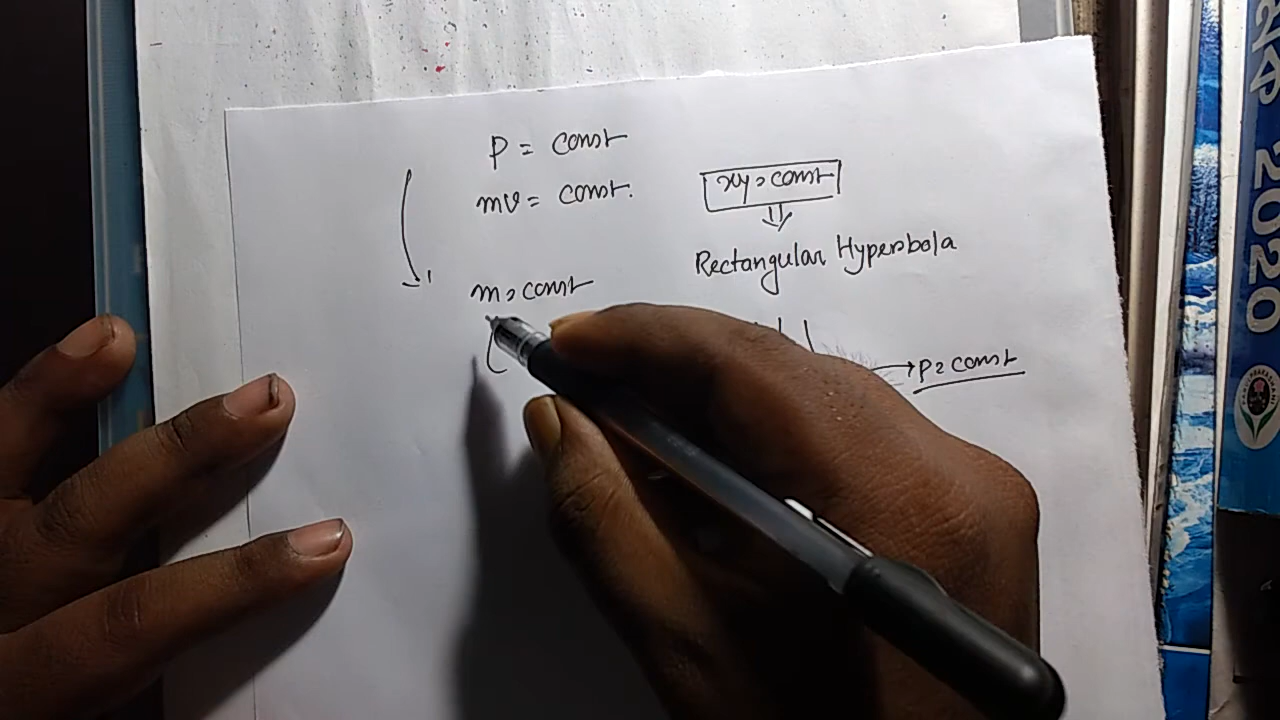 P = const
mv = const.
xy = const
Rectangular Hyperbola
m = const
P = const
2020